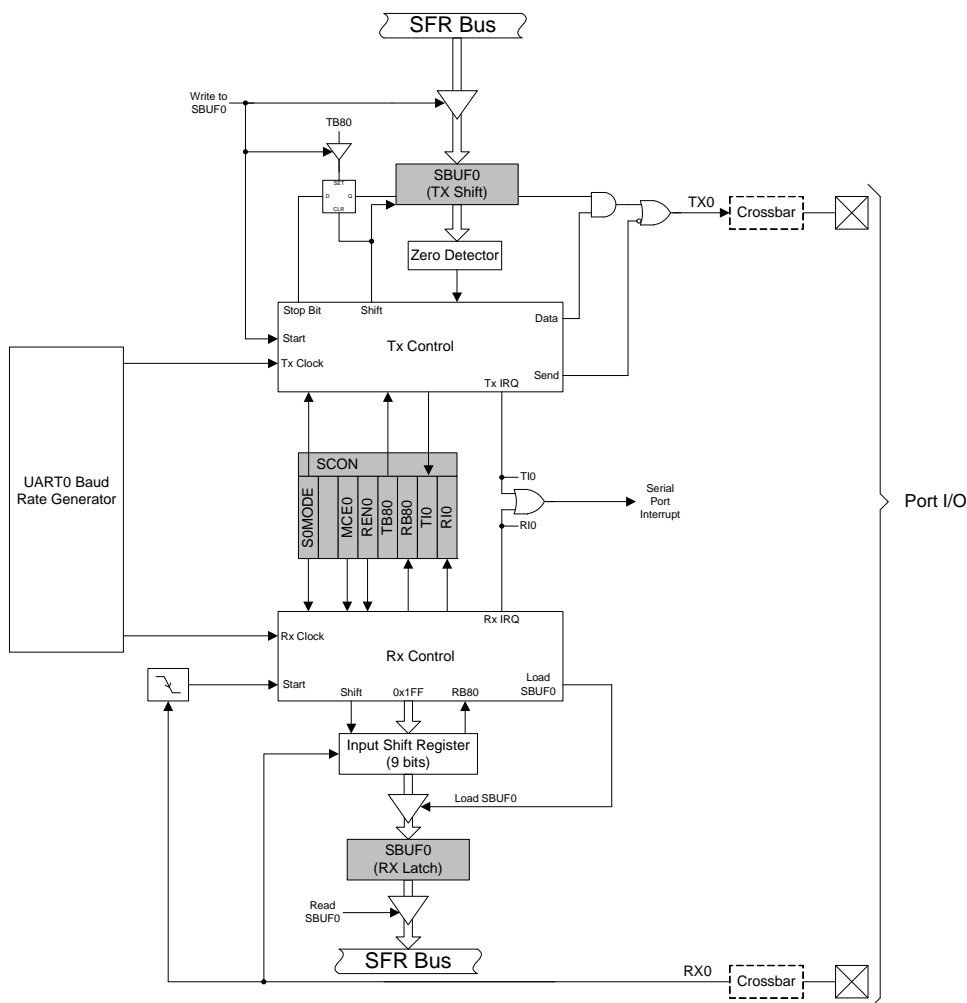 SFR Bus
Write to
SBUF0
TB80
SET
D
Q
CLR
SBUF0
(TX Shift)
TX0
Crossbar
Zero Detector
Stop Bit
Shift
Data
Start
Tx Control
Tx Clock
Send
Tx IRQ
UART0 Baud
Rate Generator
SCON
S0MODE
MCE0
REN0
TB80
RB80
TI0
RI0
TI0
Serial
Port
Interrupt
RI0
Port I/O
Rx IRQ
Rx Clock
Rx Control
Start
Load
SBUF0
Shift
0x1FF
RB80
Input Shift Register
(9 bits)
Load SBUF0
SBUF0
(RX Latch)
Read
SBUF0
SFR Bus
RX0
Crossbar